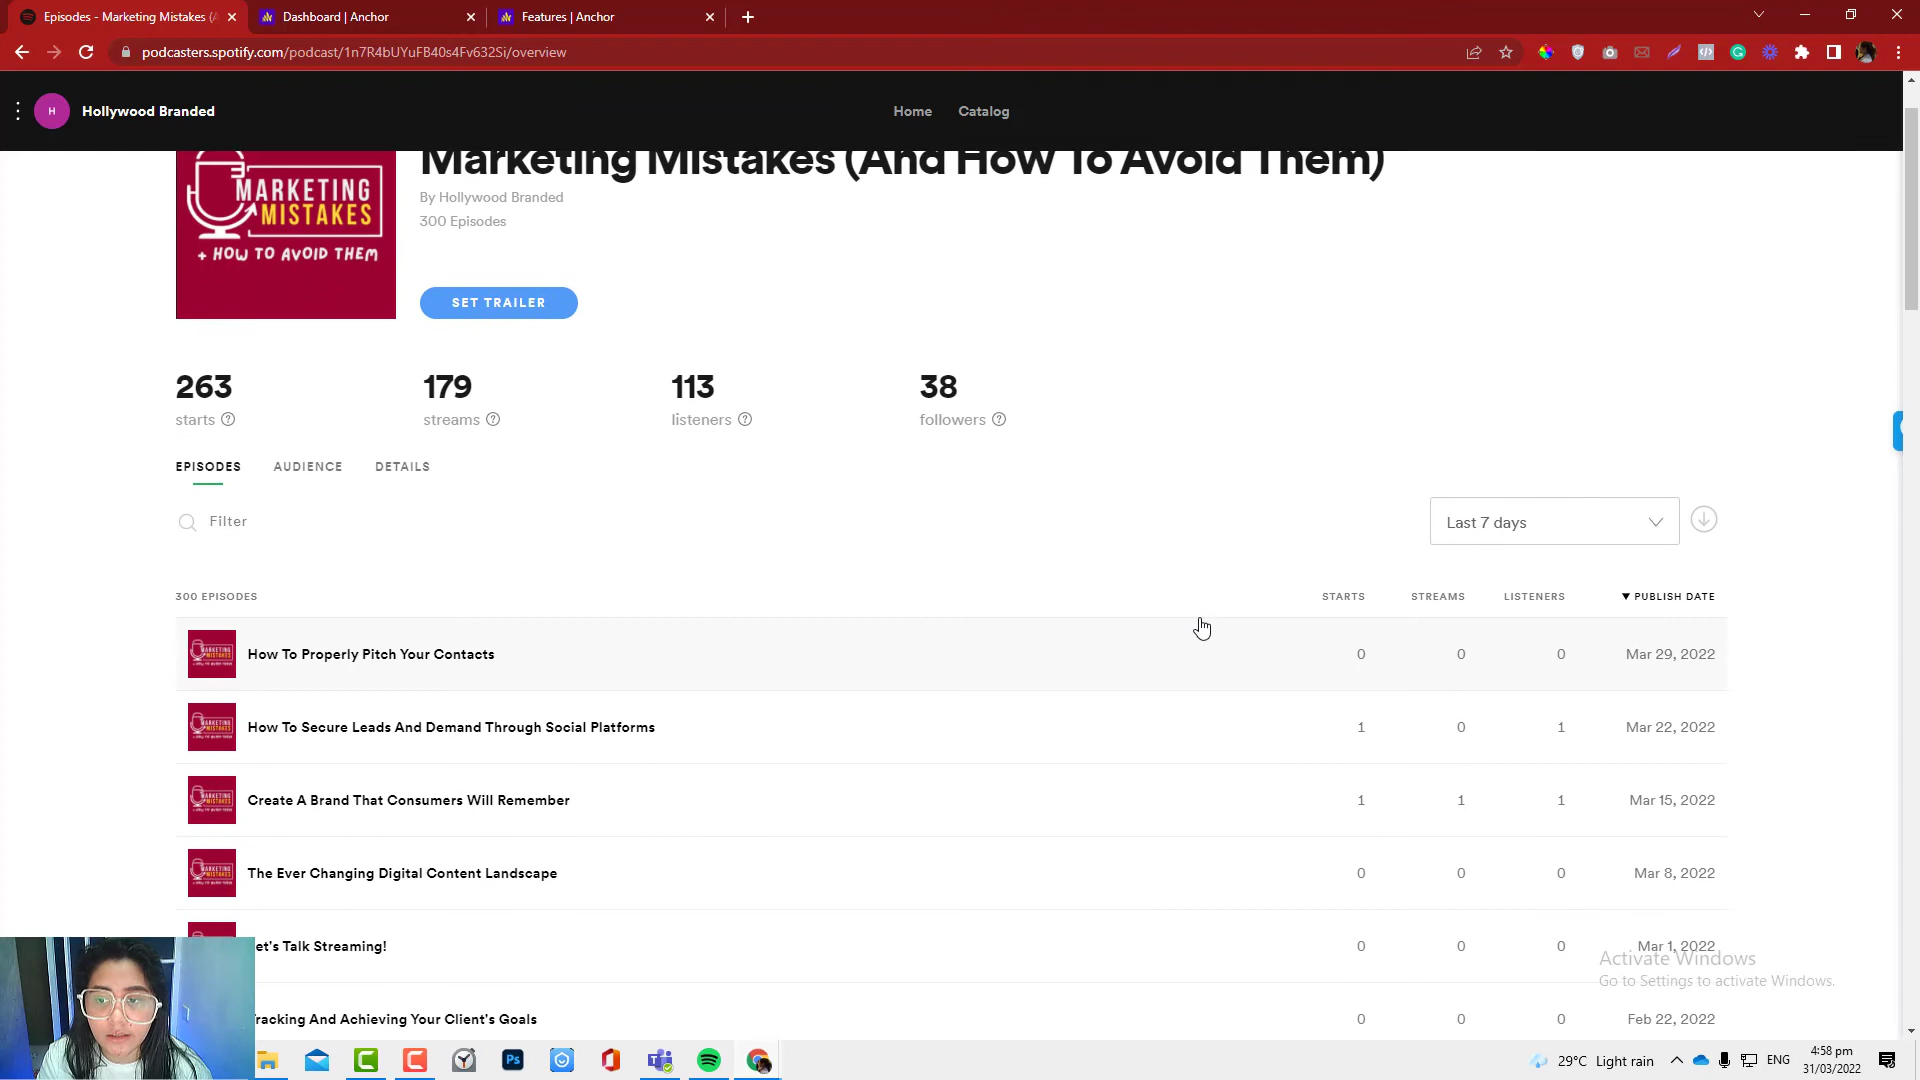 Episodes - Marketing Mistakes (A
Dashboard | Anchor
Features | Anchor
podcasters.spotify.com/podcast/1n7R4bUYuFB40s4Fv632Si/overview
H
Hollywood Branded
Home
Catalog
Marketing Mistakes (And How To Avoid Them)
By Hollywood Branded
300 Episodes
MARKETING
MISTAKES
+ HOW TO AVOID THEM
SET TRAILER
263
179
113
38
starts
streams
listeners
followers
EPISODES
AUDIENCE
DETAILS
Filter
Last 7 days
300 EPISODES
STARTS
STREAMS
LISTENERS
▼ PUBLISH DATE
How To Properly Pitch Your Contacts 0 0 0 Mar 29, 2022
How To Secure Leads And Demand Through Social Platforms 1 0 1 Mar 22, 2022
Create A Brand That Consumers Will Remember 1 1 1 Mar 15, 2022
The Ever Changing Digital Content Landscape 0 0 0 Mar 8, 2022
et's Talk Streaming! 0 0 0 Mar 1, 2022
racking And Achieving Your Client's Goals 0 0 0 Feb 22, 2022
Activate Windows
Go to Settings to activate Windows.
Ps
29°C Light rain
ENG
4:58 pm
31/03/2022